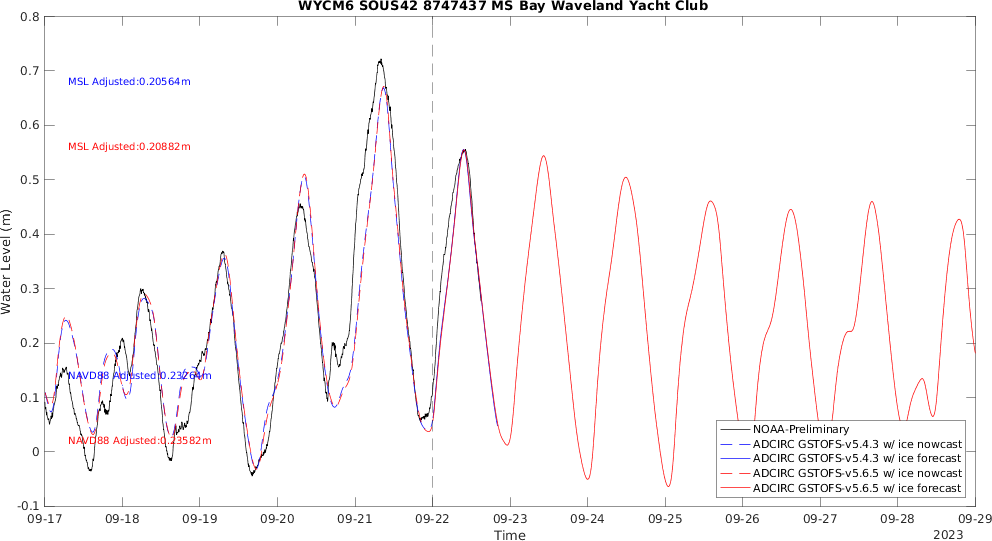 WYCM6 SOUS42 8747437 MS Bay Waveland Yacht Club
Water Level (m)
0.8
0.7
0.6
0.5
0.4
0.3
0.2
0.1
0
-0.1
MSL Adjusted:0.20564m
MSL Adjusted:0.20882m
NAVD88 Adjusted:0.23264m
NAVD88 Adjusted:0.23582m
NOAA-Preliminary
ADCIRC GSTOFS-v5.4.3 w/ ice nowcast
ADCIRC GSTOFS-v5.4.3 w/ ice forecast
ADCIRC GSTOFS-v5.6.5 w/ ice nowcast
ADCIRC GSTOFS-v5.6.5 w/ ice forecast
09-17 09-18 09-19 09-20 09-21 09-22 09-23 09-24 09-25 09-26 09-27 09-28 09-29
Time
2023